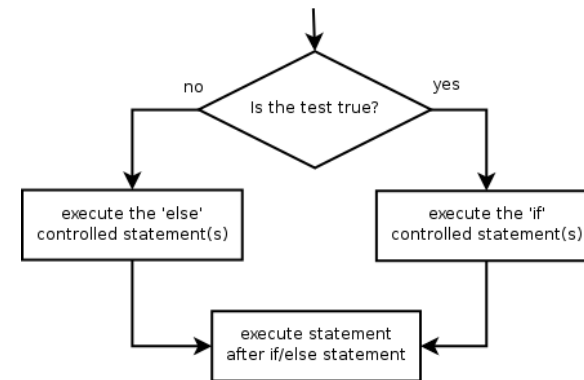 no
yes
Is the test true?
execute the 'else'
controlled statement(s)
execute the 'if'
controlled statement(s)
execute statement
after if/else statement